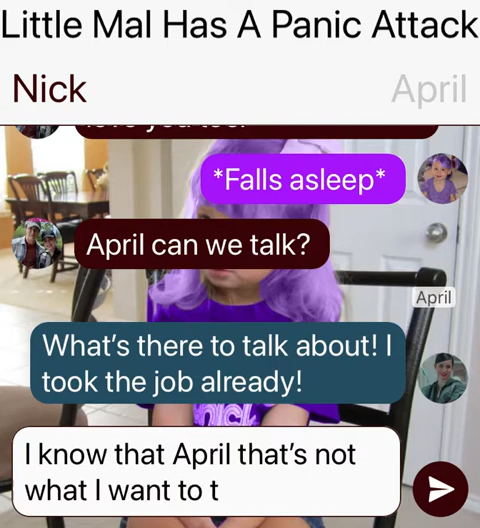 Little Mal Has A Panic Attack
Nick
April
*Falls asleep*
April can we talk?
April
What's there to talk about! I
took the job already!
I know that April that's not
what I want to t